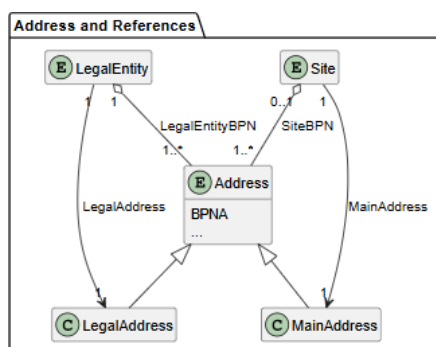 Address and References
E LegalEntity
E Site
1
1
0..1
1
LegalEntityBPN
SiteBPN
1..*
1..*
E Address
BPNA
...
LegalAddress
MainAddress
1
1
C LegalAddress
C MainAddress